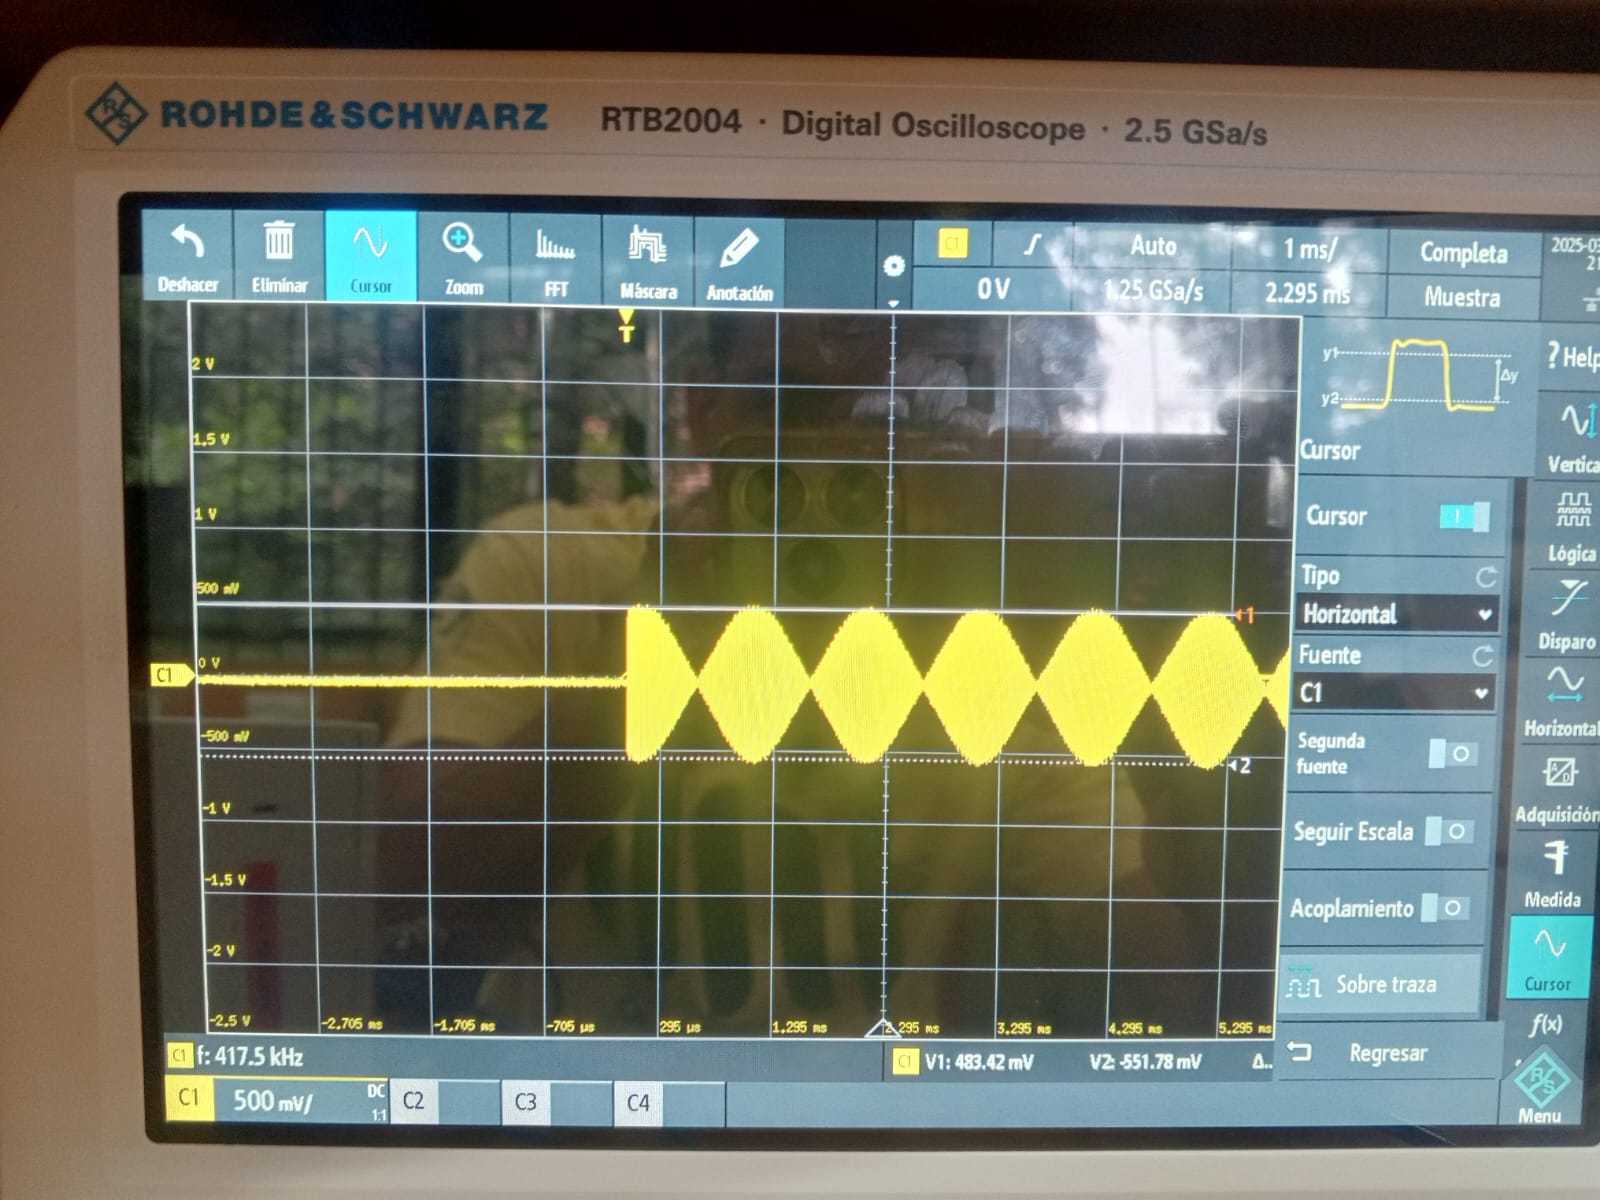 ROHDE&SCHWARZ RTB2004 · Digital Oscilloscope · 2.5 GSa/s
Deshacer Eliminar Cursor Zoom FFT Máscara Anotación
C1 Auto 1 ms/ Completa
0 V 1.25 GSa/s 2.295 ms Muestra
2025-03
21
T
2 V
1.5 V
1 V
500 mV
0 V
-500 mV
-1 V
-1.5 V
-2 V
-2.5 V
C1
1
2
-2.705 ms -1.705 ms -705 µs 295 µs 1.295 ms 2.295 ms 3.295 ms 4.295 ms 5.295 ms
y1
y2
Δy
Cursor
Cursor
Tipo
Horizontal
Fuente
C1
Segunda
fuente
Seguir Escala
Acoplamiento
Sobre traza
Regresar
? Help
Vertica
Lógica
Disparo
Horizontal
Adquisición
Medida
Cursor
f(x)
Menu
C1 f: 417.5 kHz
C1 V1: 483.42 mV V2: -551.78 mV Δ..
C1 500 mV/ DC
1:1
C2 C3 C4